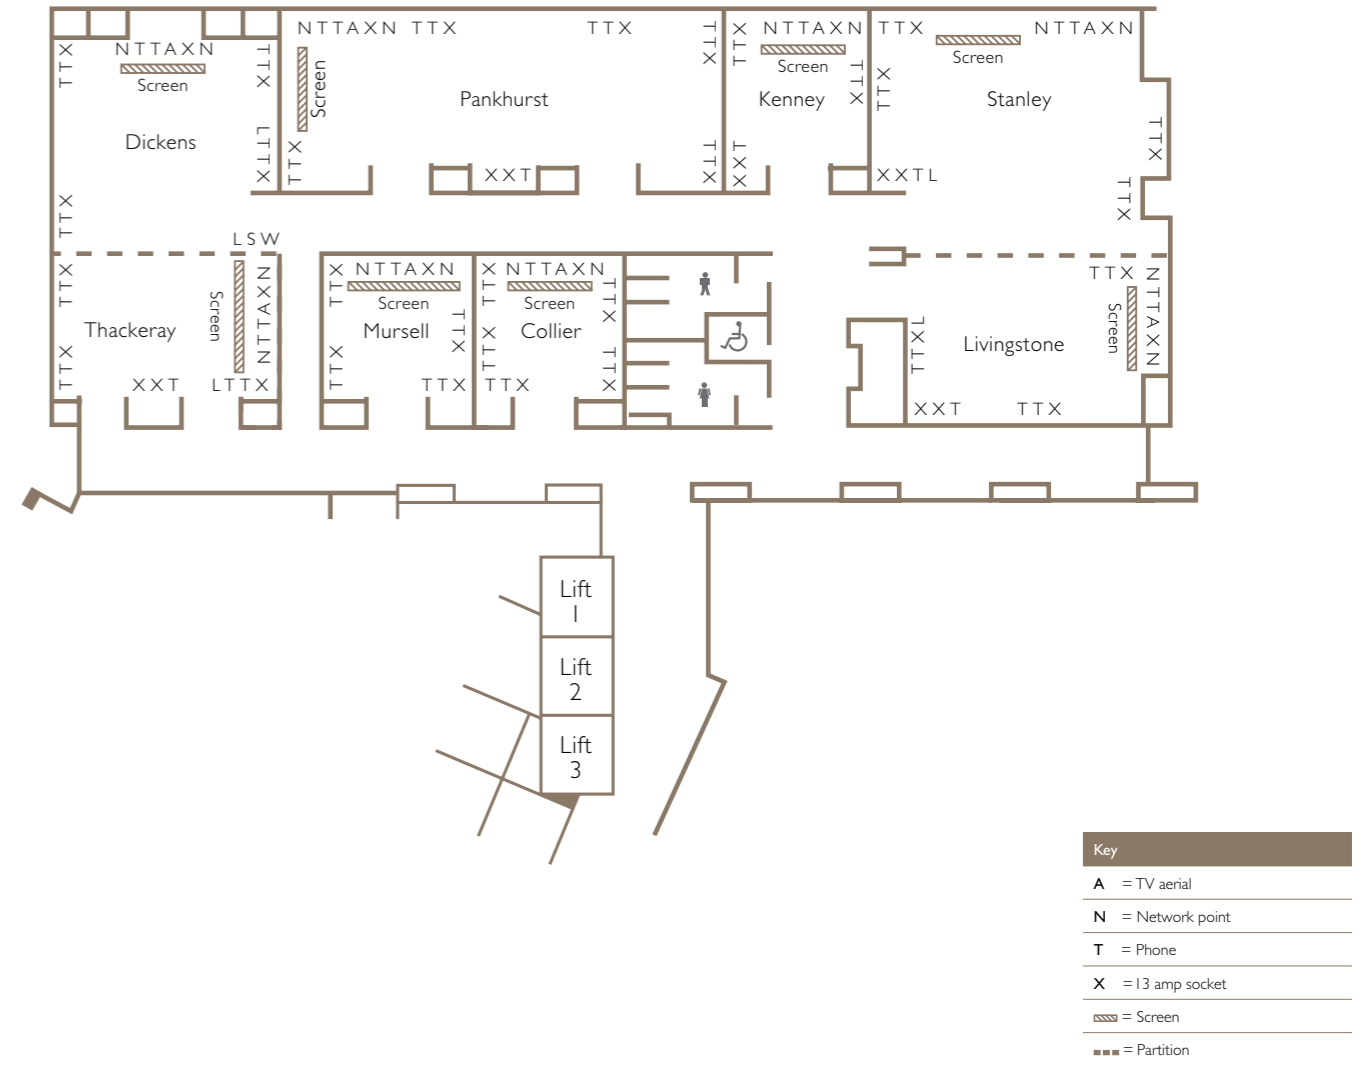 NTTAXN TTX TTX TTX
TTX NTTAXN TTX
TTX NTTAXN
TTX NTTAXN
TTX
Screen
Screen
Screen
Screen
Pankhurst
Kenney
TTX
TTX
Stanley
Dickens
LTTX
TTX
XXT
TTX
XXT
XXTL
TTX
TTX
TTX
LSW
TTX
Screen
NTTAXN
Thackeray
TTX
XXT
LTTX
TTX
NTTAXN
Screen
Mursell
TTX
TTX
TTX
TTX
NTTAXN
Screen
Collier
TTX
TTX
TTX
TTX
TTX
Screen
NTTAXN
TTXL
Livingstone
XXT
TTX
Lift
1
Lift
2
Lift
3
Key
A = TV aerial
N = Network point
T = Phone
X = 13 amp socket
= Screen
= Partition